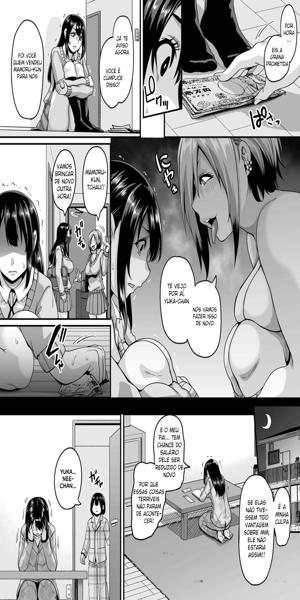 POR
HORA...
EIS A
GRANA
PROMETIDA
JÁ TE
AVISO
AGORA
VOCÊ É
CÚMPLICE
DISSO!
FOI VOCÊ
QUEM VENDEU
MAMORU-KUN
PARA NÓS
MAMORU-
KUN,
TCHAU!
VAMOS
BRINCAR
DE NOVO
OUTRA
HORA!
TE VEJO
POR AÍ,
YUKA-CHAN
NÓS VAMOS
FAZER ISSO
DE NOVO
É A
MINHA
CULPA
SE ELAS
NÃO TIVES-
SEM TIDO
VANTAGEM
SOBRE MIM,
ELE NÃO
ESTARIA
ASSIM!
E O MEU
PAI... TEM
CHANCE DO
SALÁRIO
DELE SER
REDUZIDO
DE NOVO
POR QUE
ESSAS COISAS
TERRÍVEIS
NÃO PARAM
DE ACONTE-
CER?
YUKA...
NEE-
CHAN...